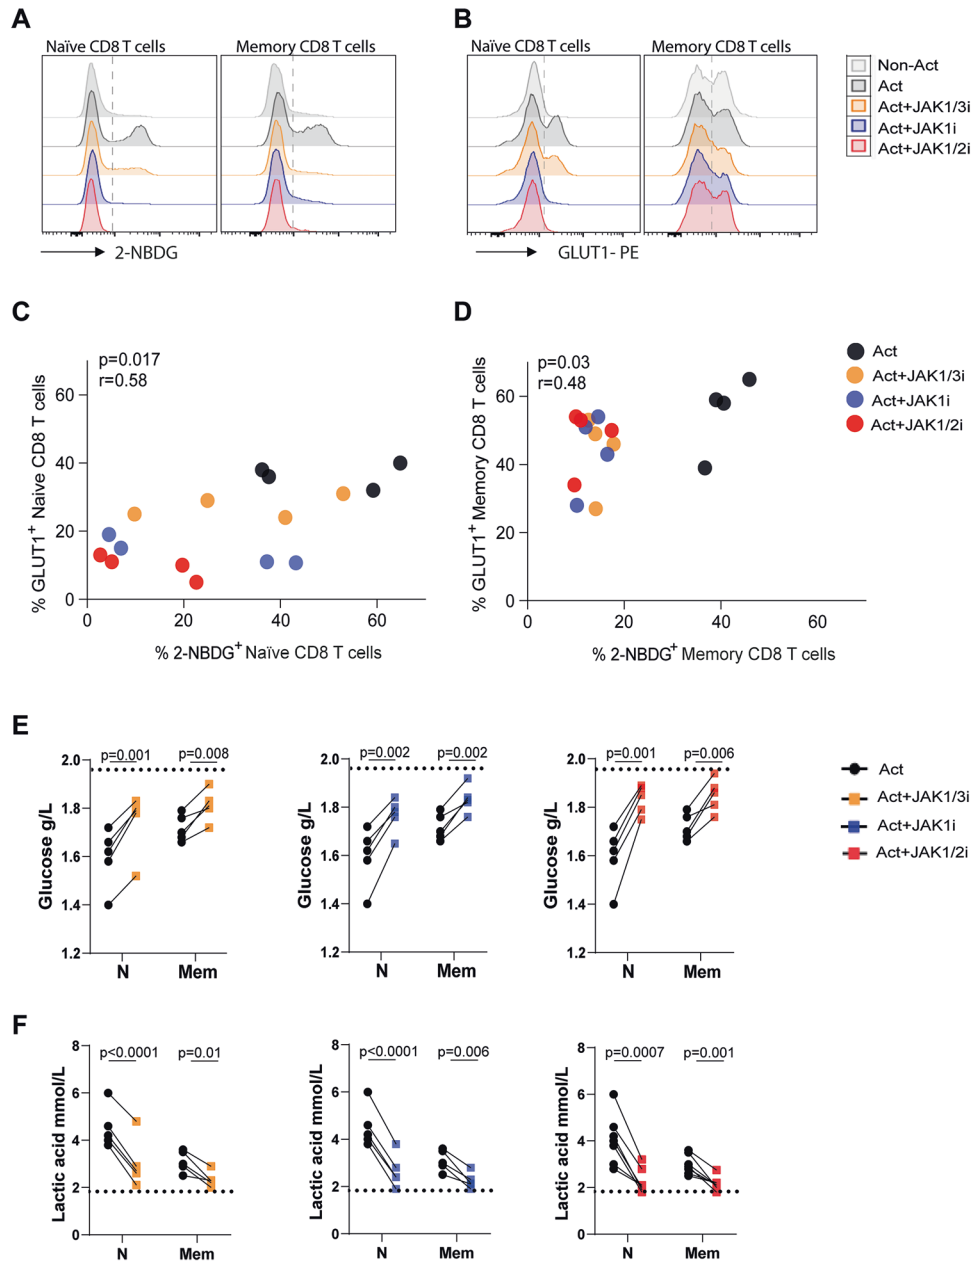 A
B
Naïve CD8 T cells
Memory CD8 T cells
Naïve CD8 T cells
Memory CD8 T cells
Non-Act
Act
Act+JAK1/3i
Act+JAK1i
Act+JAK1/2i
2-NBDG
GLUT1- PE
C
D
p=0.017
r=0.58
% GLUT1+ Naive CD8 T cells
60
40
20
0
0
20
40
60
% 2-NBDG+ Naïve CD8 T cells
p=0.03
r=0.48
% GLUT1+ Memory CD8 T cells
60
40
20
0
0
20
40
60
% 2-NBDG+ Memory CD8 T cells
Act
Act+JAK1/3i
Act+JAK1i
Act+JAK1/2i
E
Glucose g/L
2.0
1.8
1.6
1.4
1.2
p=0.001
p=0.008
N
Mem
Glucose g/L
2.0
1.8
1.6
1.4
1.2
p=0.002
p=0.002
N
Mem
Glucose g/L
2.0
1.8
1.6
1.4
1.2
p=0.001
p=0.006
N
Mem
Act
Act+JAK1/3i
Act+JAK1i
Act+JAK1/2i
F
Lactic acid mmol/L
8
6
4
2
0
p<0.0001
p=0.01
N
Mem
Lactic acid mmol/L
8
6
4
2
0
p<0.0001
p=0.006
N
Mem
Lactic acid mmol/L
8
6
4
2
0
p=0.0007
p=0.001
N
Mem